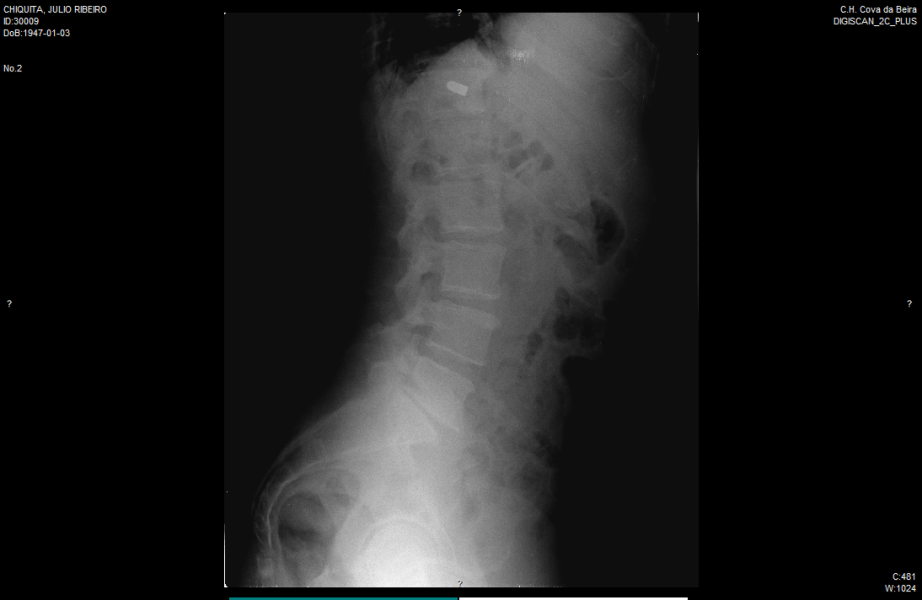 CHIQUITA, JULIO RIBEIRO
ID:30009
DoB:1947-01-03
No.2
C.H. Cova da Beira
DIGISCAN_2C_PLUS
?
?
?
?
C:481
W:1024